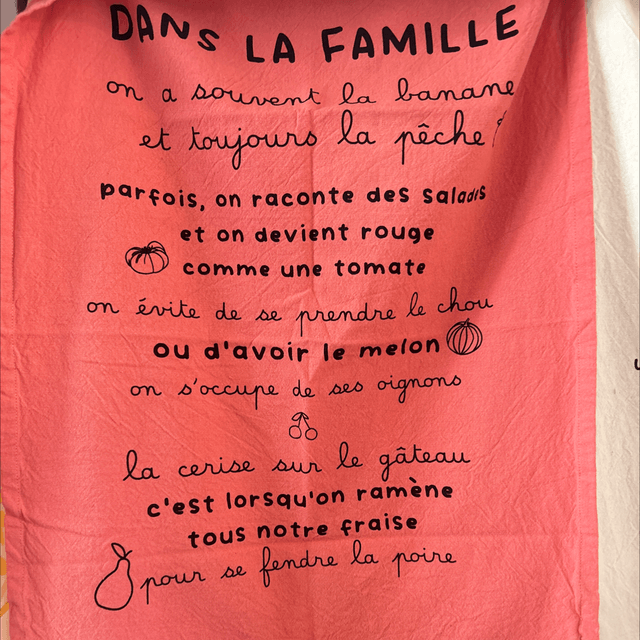 DANS LA FAMILLE
on a souvent la banane
et toujours la pêche
parfois, on raconte des salades
et on devient rouge
comme une tomate
on évite de se prendre le chou
ou d'avoir le melon
on s'occupe de ses oignons
la cerise sur le gâteau
c'est lorsqu'on ramène
tous notre fraise
pour se fendre la poire